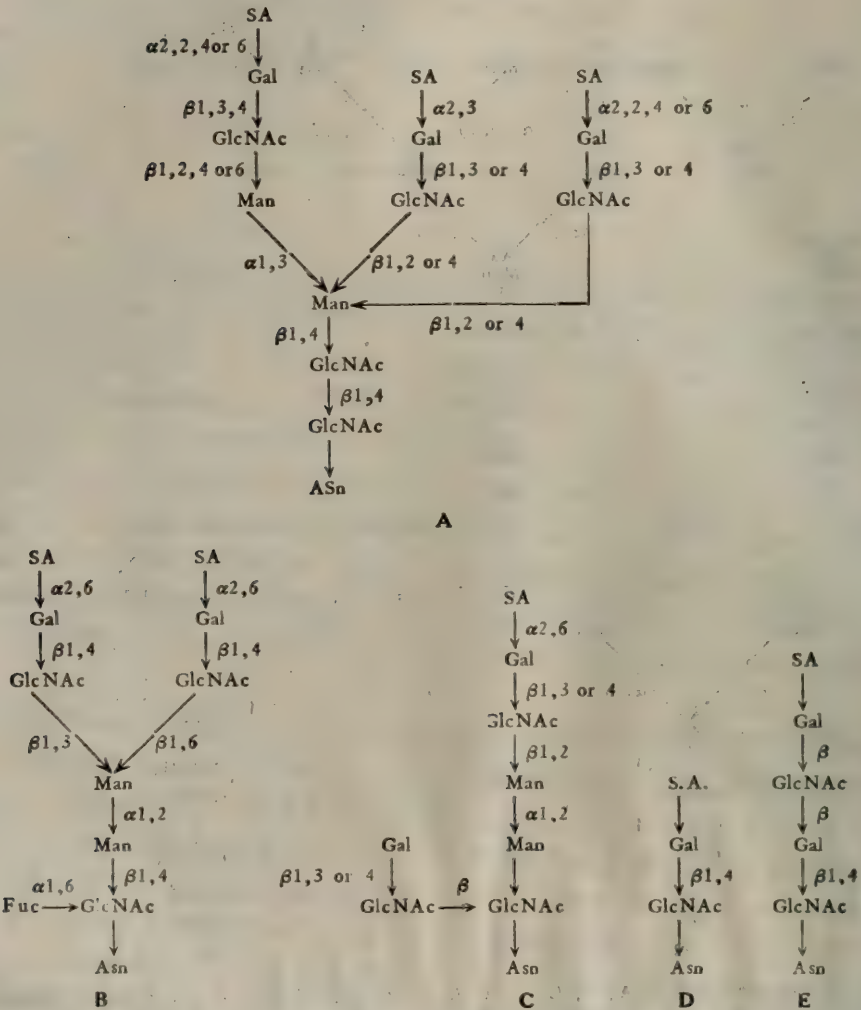 SA
α2,2,4or 6
Gal SA SA
β1,3,4 α2,3 α2,2,4 or 6
GlcNAc Gal Gal
β1,2,4 or6 β1,3 or 4 β1,3 or 4
Man GlcNAc GlcNAc
α1,3 β1,2 or 4
Man
β1,2 or 4
β1,4
GlcNAc
β1,4
GlcNAc
ASn
A
SA SA
α2,6 α2,6
SA
Gal Gal
α2,6
β1,4 β1,4
Gal SA
GlcNAc GlcNAc
β1,3 or 4
GlcNAc Gal
β1,3 β1,6
β1,2 β
Man Man S.A. GlcNAc
α1,2 α1,2 β
Man Gal Man Gal Gal
α1,6 β1,4 β1,3 or 4 β β1,4 β1,4
Fuc GlcNAc GlcNAc GlcNAc GlcNAc GlcNAc
Asn Asn Asn Asn
B C D E